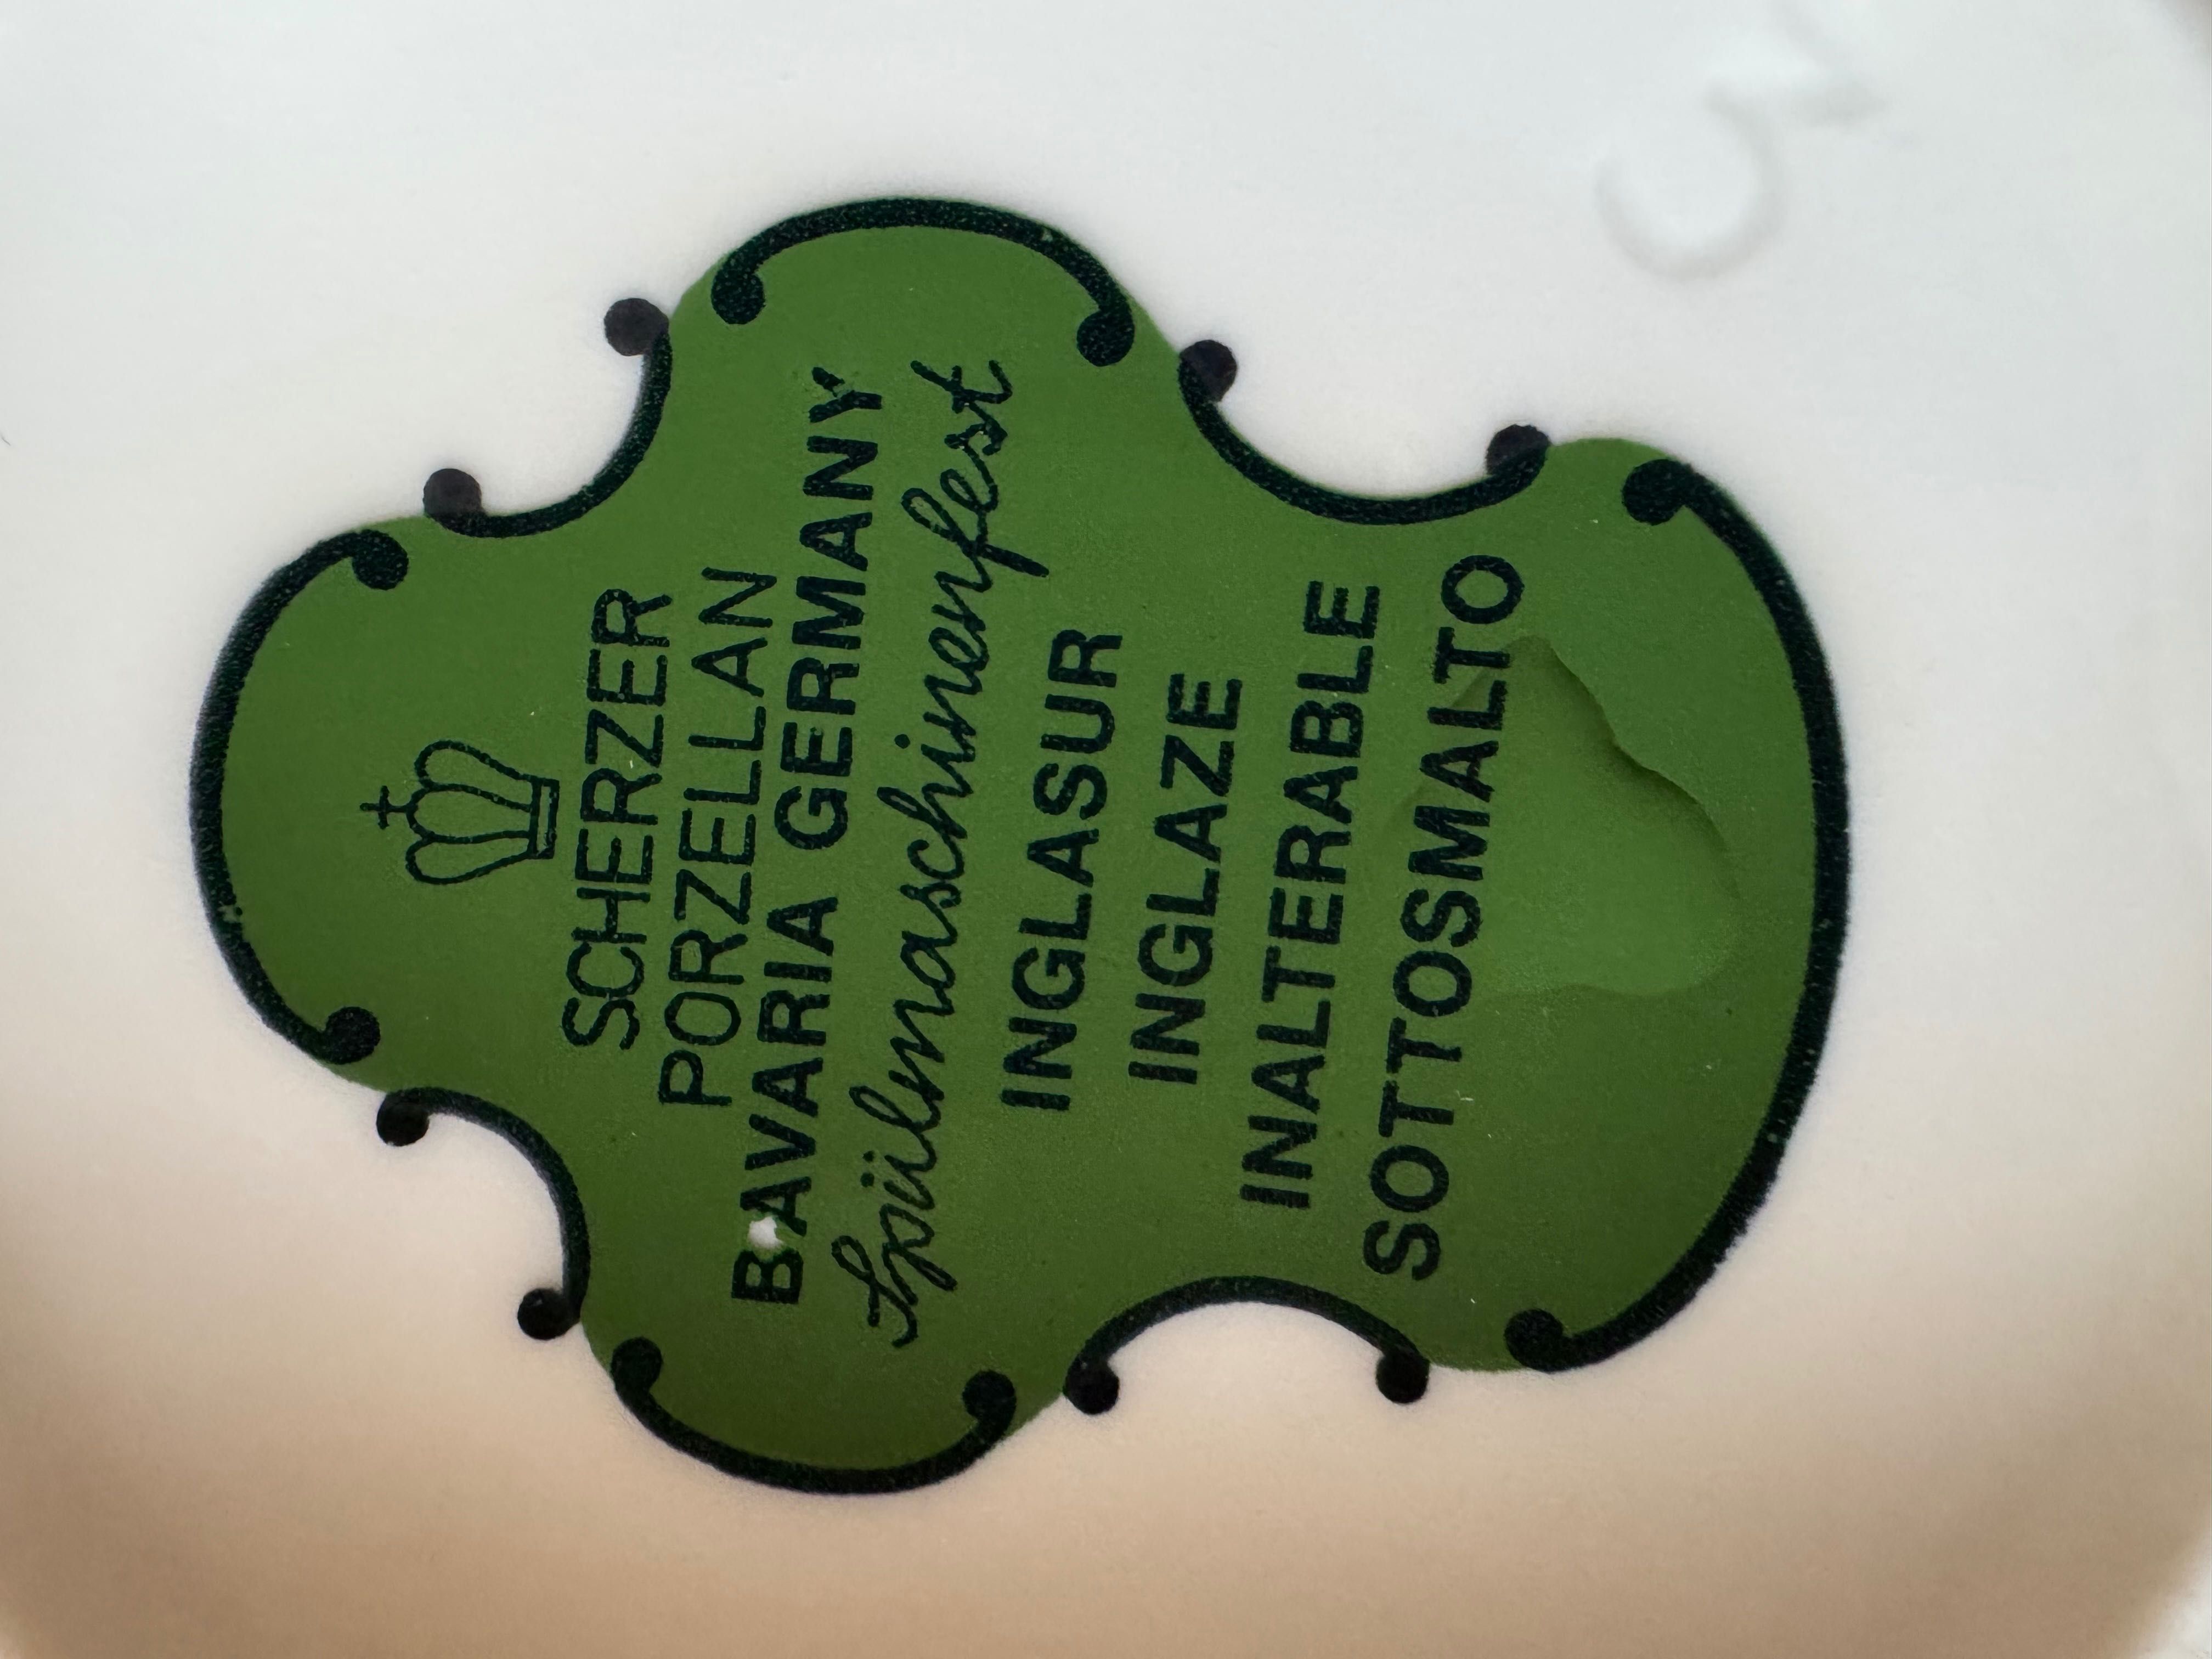 SCHERZER
PORZELLAN
BAVARIA GERMANY
Spülmaschinenfest
INGLASUR
INGLAZE
INALTERABLE
SOTTOSMALTO